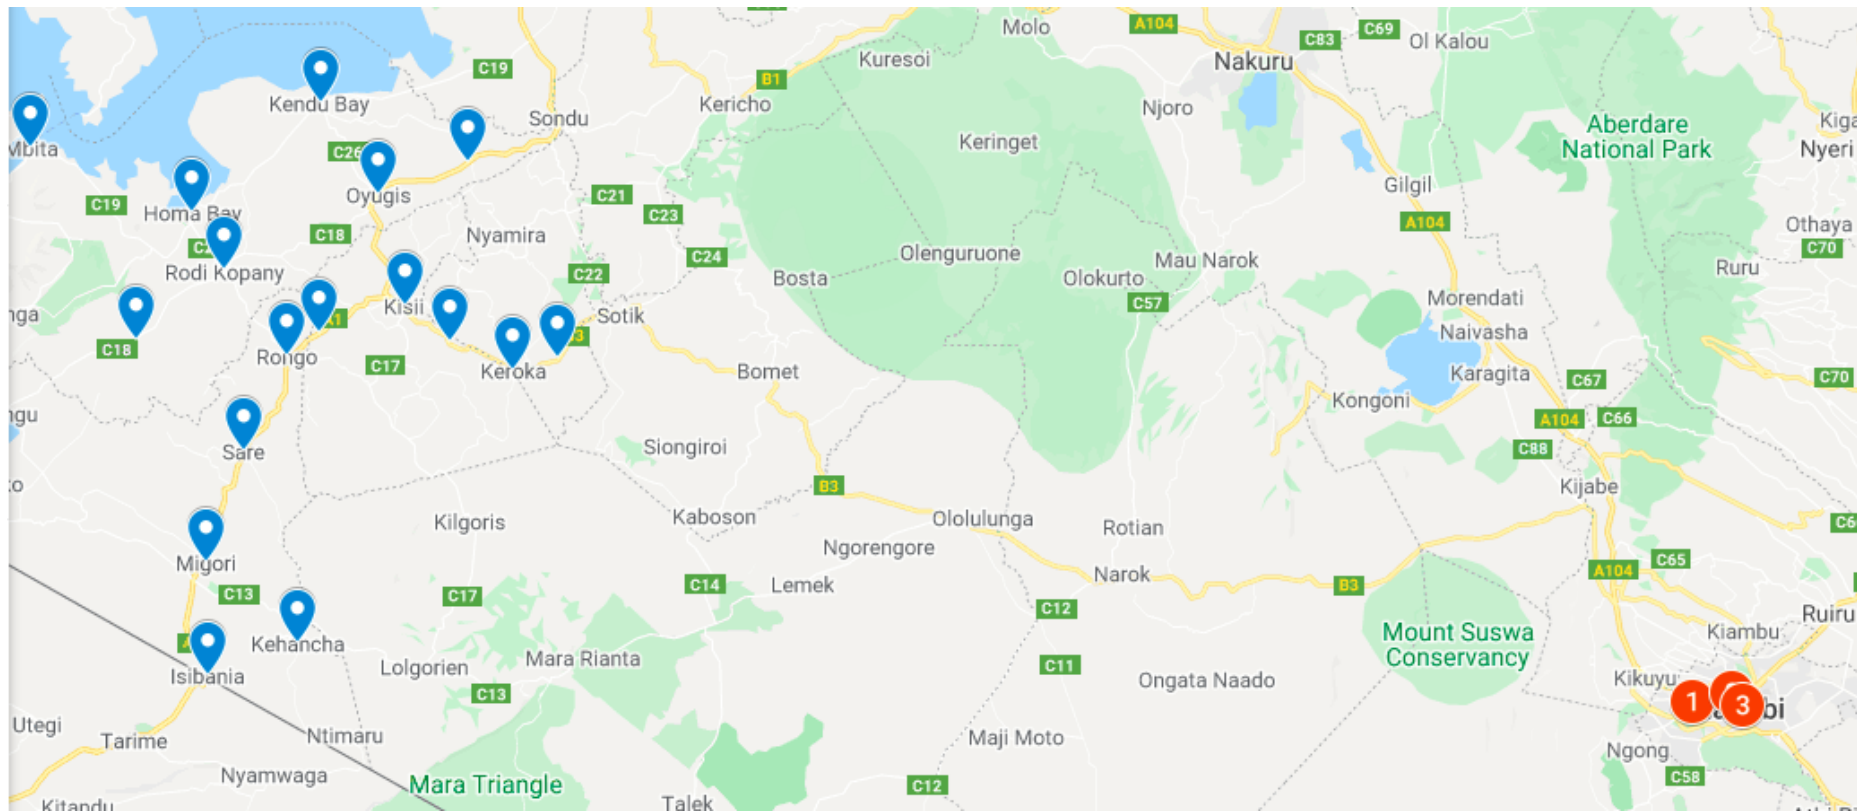 Molo
A104
C69
C83
Ol Kalou
Kuresoi
Nakuru
C19
B1
Kendu Bay
Kericho
Njoro
Sondu
Aberdare
National Park
Kiga
Nyeri
Mbita
C26
Keringet
Oyugis
Gilgil
C19
C21
Homa Bay
C23
A104
Othaya
C18
Nyamira
C70
C24
Olenguruone
Mau Narok
Ruru
Rodi Kopany
C22
Bosta
Olokurto
C57
Morendati
Kisii
nga
Sotik
Naivasha
C18
Rongo
C17
Keroka
Bomet
Karagita
C67
C70
Kongoni
ngu
A104
C66
Sare
Siongiroi
C88
B3
Kijabe
Kilgoris
Kaboson
Ololulunga
Rotian
Ngorengore
Migori
C65
A104
Narok
C14
Lemek
B3
C13
C17
C12
Ruiru
Kehancha
Mount Suswa
Conservancy
Kiambu
Isibania
Lolgorien
Mara Rianta
C11
Ongata Naado
Kikuyu
C13
1
3
bi
Utegi
Tarime
Ntimaru
Maji Moto
Ngong
Nyamwaga
Mara Triangle
C12
C58
Kitandu
Talek